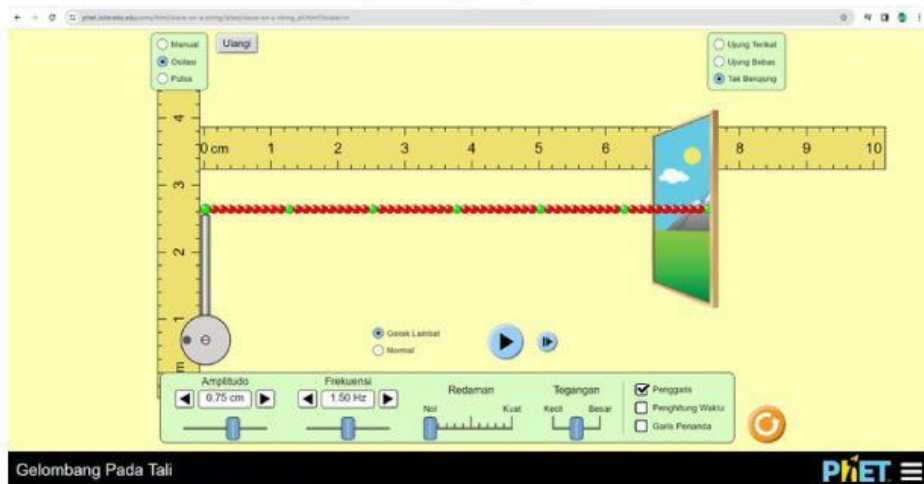 Manual
Osilasi
Pulsa
Ulangi
Ujung Terikat
Ujung Bebas
Tak Berujung
4
3
2
1
0 cm 1 2 3 4 5 6 8 9 10
Gerak Lambat
Normal
Amplitudo
0.75 cm
Frekuensi
1.50 Hz
Redaman
Nol Kuat
Tegangan
Kecil Besar
Penggaris
Penghitung Waktu
Garis Penanda
Gelombang Pada Tali
PhET